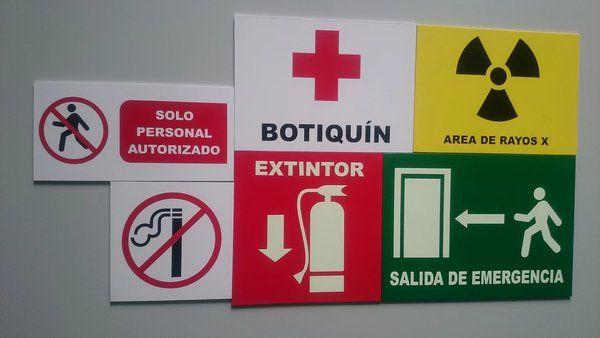 SOLO
PERSONAL
AUTORIZADO
BOTIQUÍN
AREA DE RAYOS X
EXTINTOR
SALIDA DE EMERGENCIA